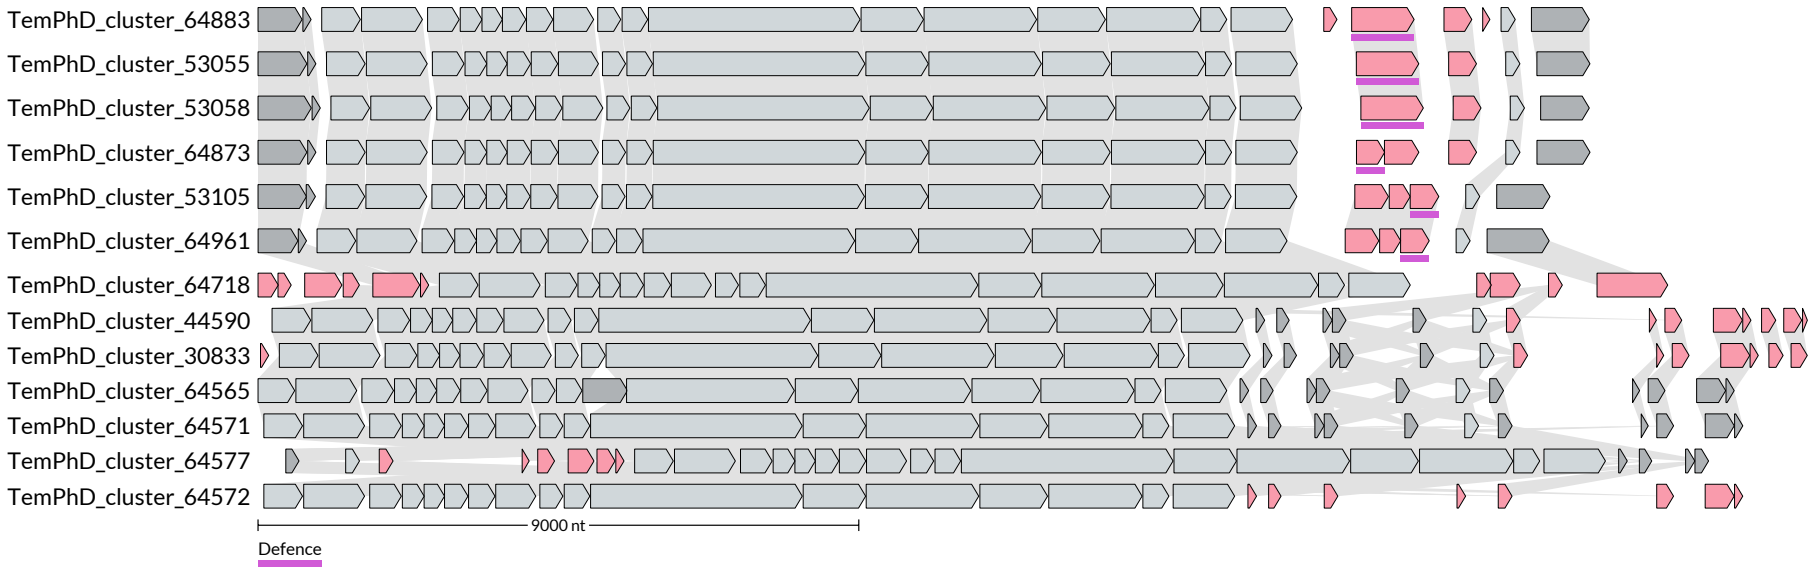 TemPhD_cluster_64883
TemPhD_cluster_53055
TemPhD_cluster_53058
TemPhD_cluster_64873
TemPhD_cluster_53105
TemPhD_cluster_64961
TemPhD_cluster_64718
TemPhD_cluster_44590
TemPhD_cluster_30833
TemPhD_cluster_64565
TemPhD_cluster_64571
TemPhD_cluster_64577
TemPhD_cluster_64572
9000 nt
Defence